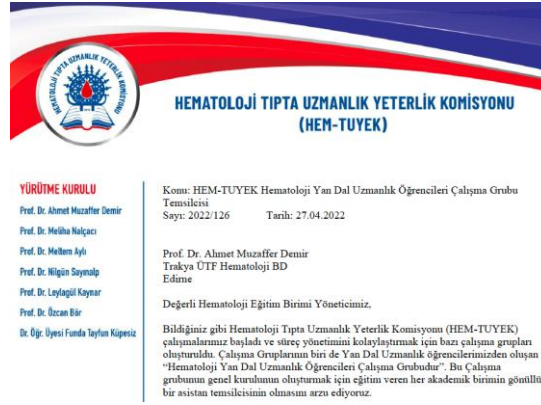 HEMATOLOJİ TIPTA UZMANLIK YETERLİK KOMİSYONU
HEMATOLOJİ TIPTA UZMANLIK YETERLİK KOMİSYONU
(HEM-TUYEK)
YÜRÜTME KURULU
Prof. Dr. Ahmet Muzaffer Demir
Prof. Dr. Meliha Nalçacı
Prof. Dr. Meltem Aylı
Prof. Dr. Nilgün Sayınalp
Prof. Dr. Leylagül Kaynar
Prof. Dr. Özcan Bör
Dr. Öğr. Üyesi Funda Tayfun Küpesiz
Konu: HEM-TUYEK Hematoloji Yan Dal Uzmanlık Öğrencileri Çalışma Grubu
Temsilcisi
Sayı: 2022/126 Tarih: 27.04.2022
Prof. Dr. Ahmet Muzaffer Demir
Trakya ÜTF Hematoloji BD
Edirne
Değerli Hematoloji Eğitim Birimi Yöneticimiz,
Bildiğiniz gibi Hematoloji Tıpta Uzmanlık Yeterlik Komisyonu (HEM-TUYEK)
çalışmalarımız başladı ve süreç yönetimini kolaylaştırmak için bazı çalışma grupları
oluşturuldu. Çalışma Gruplarının biri de Yan Dal Uzmanlık öğrencilerimizden oluşan
“Hematoloji Yan Dal Uzmanlık Öğrencileri Çalışma Grubudur”. Bu Çalışma
grubunun genel kurulunun oluşturmak için eğitim veren her akademik birimin gönüllü
bir asistan temsilcisinin olmasını arzu ediyoruz.